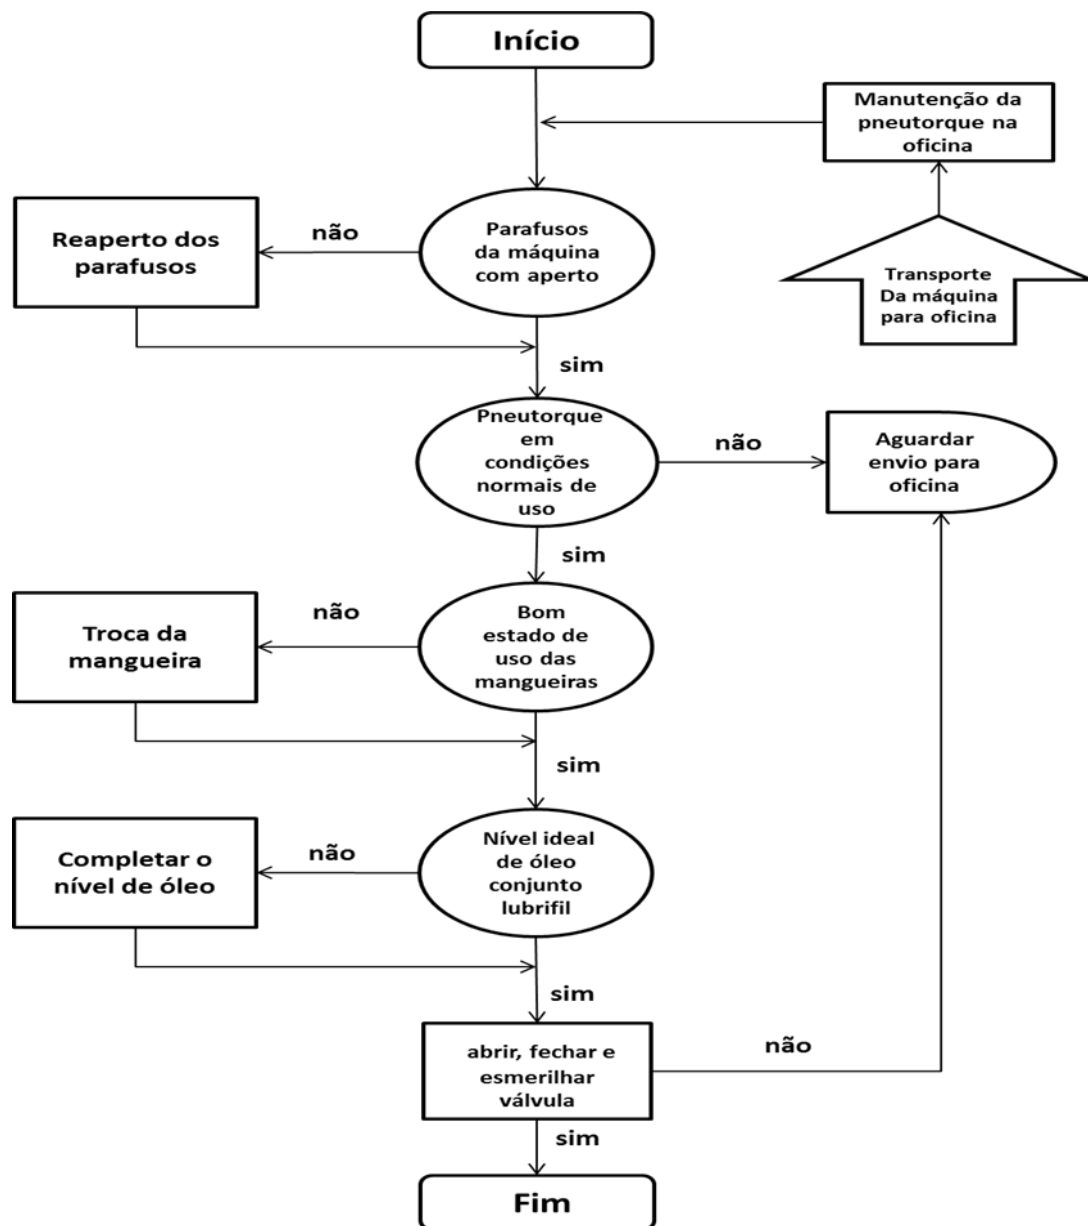 Início
Manutenção da
pneutorque na
oficina
Parafusos
da máquina
com aperto
não
Reaperto dos
parafusos
Transporte
Da máquina
para oficina
sim
Pneutorque
em
condições
normais de
uso
não
Aguardar
envio para
oficina
sim
Bom
estado de
uso das
mangueiras
não
Troca da
mangueira
sim
Nível ideal
de óleo
conjunto
lubrifil
não
Completar o
nível de óleo
sim
abrir, fechar e
esmerilhar
válvula
não
sim
Fim